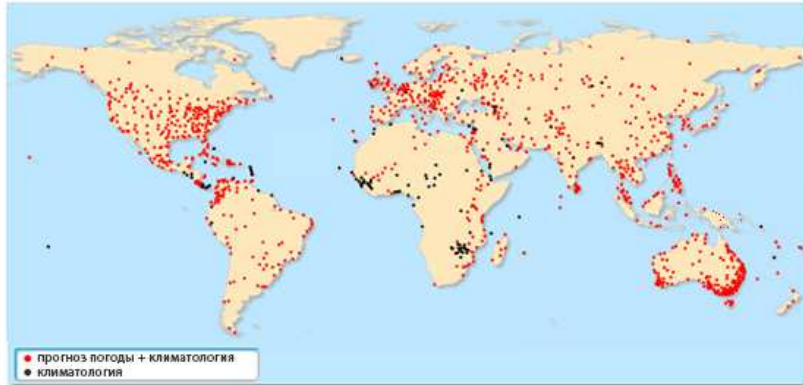 прогноз погоды + климатология
климатология